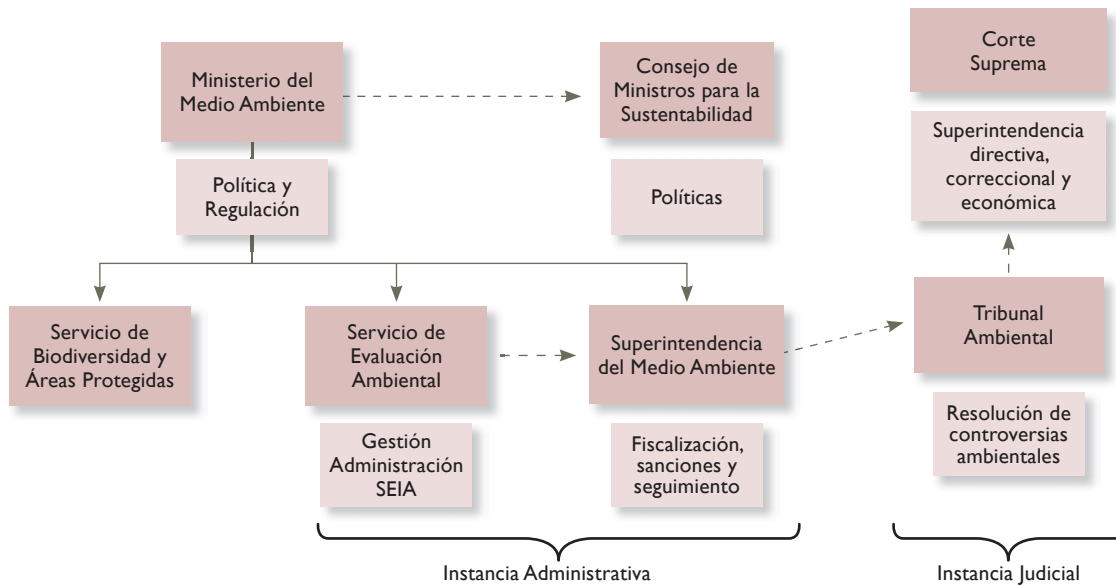 Ministerio del
Medio Ambiente
Consejo de
Ministros para la
Sustentabilidad
Corte
Suprema
Política y
Regulación
Políticas
Superintendencia
directiva,
correccional y
económica
Servicio de
Biodiversidad y
Áreas Protegidas
Servicio de
Evaluación
Ambiental
Superintendencia
del Medio Ambiente
Tribunal
Ambiental
Gestión
Administración
SEIA
Fiscalización,
sanciones y
seguimiento
Resolución de
controversias
ambientales
Instancia Administrativa
Instancia Judicial